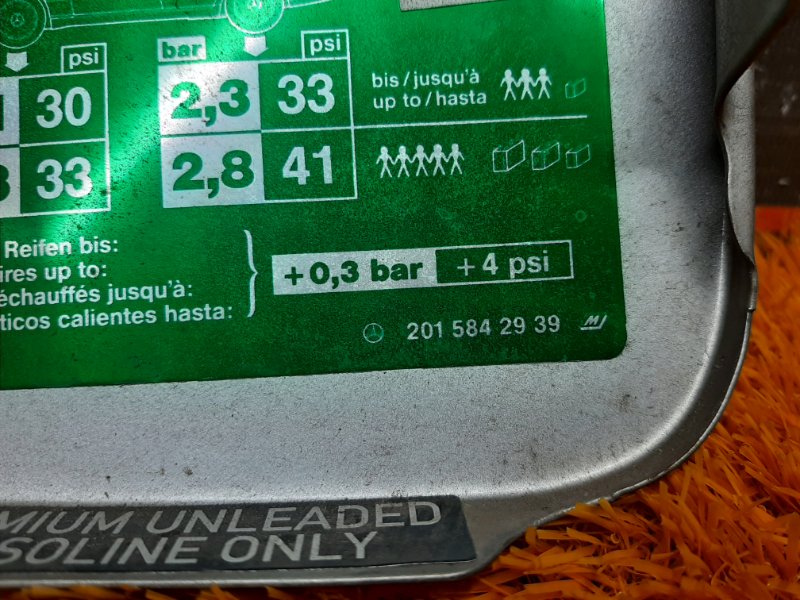 psi bar psi
30 2,3 33 bis/jusqu'à
up to/hasta
33 2,8 41
Reifen bis:
ires up to:
échauffés jusqu'à:
ticos calientes hasta:
+0,3 bar +4 psi
201 584 29 39
MIUM UNLEADED
SOLINE ONLY